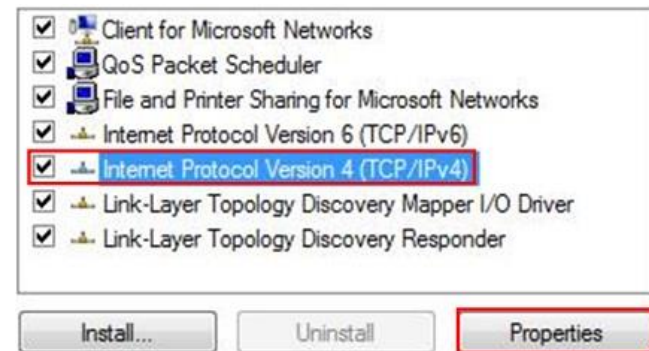 Client for Microsoft Networks
QoS Packet Scheduler
File and Printer Sharing for Microsoft Networks
Internet Protocol Version 6 (TCP/IPv6)
Internet Protocol Version 4 (TCP/IPv4)
Link-Layer Topology Discovery Mapper I/O Driver
Link-Layer Topology Discovery Responder
Install... Uninstall Properties